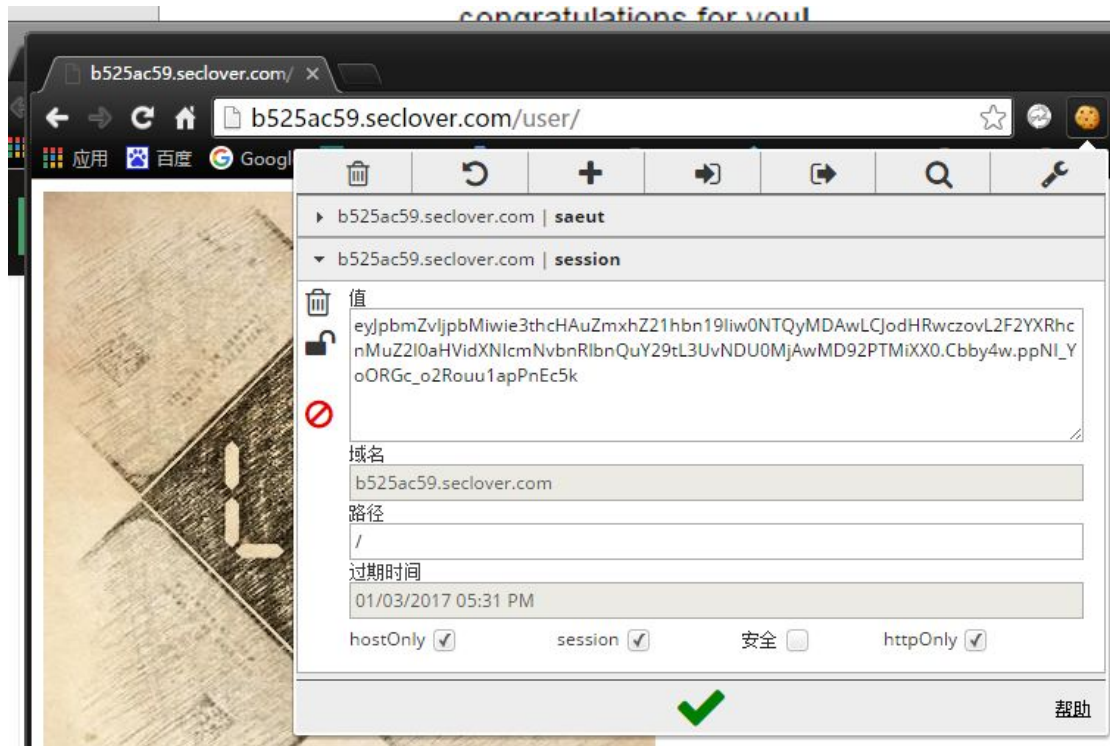 congratulations for you!
b525ac59.seclover.com/
b525ac59.seclover.com/user/
应用 百度 Googl
b525ac59.seclover.com | saeut
b525ac59.seclover.com | session
值
eyJpbmZvIjpbMiwie3thcHAuZmxhZ21hbn19Iiw0NTQyMDAwLCJodHRwczovL2F2YXRhc
nMuZ2l0aHVidXNlcmNvbnRlbnQuY29tL3UvNDU0MjAwMD92PTMiXX0.Cbby4w.ppNI_Y
oORGc_o2Rouu1apPnEc5k
域名
b525ac59.seclover.com
路径
/
过期时间
01/03/2017 05:31 PM
hostOnly session 安全 httpOnly
帮助